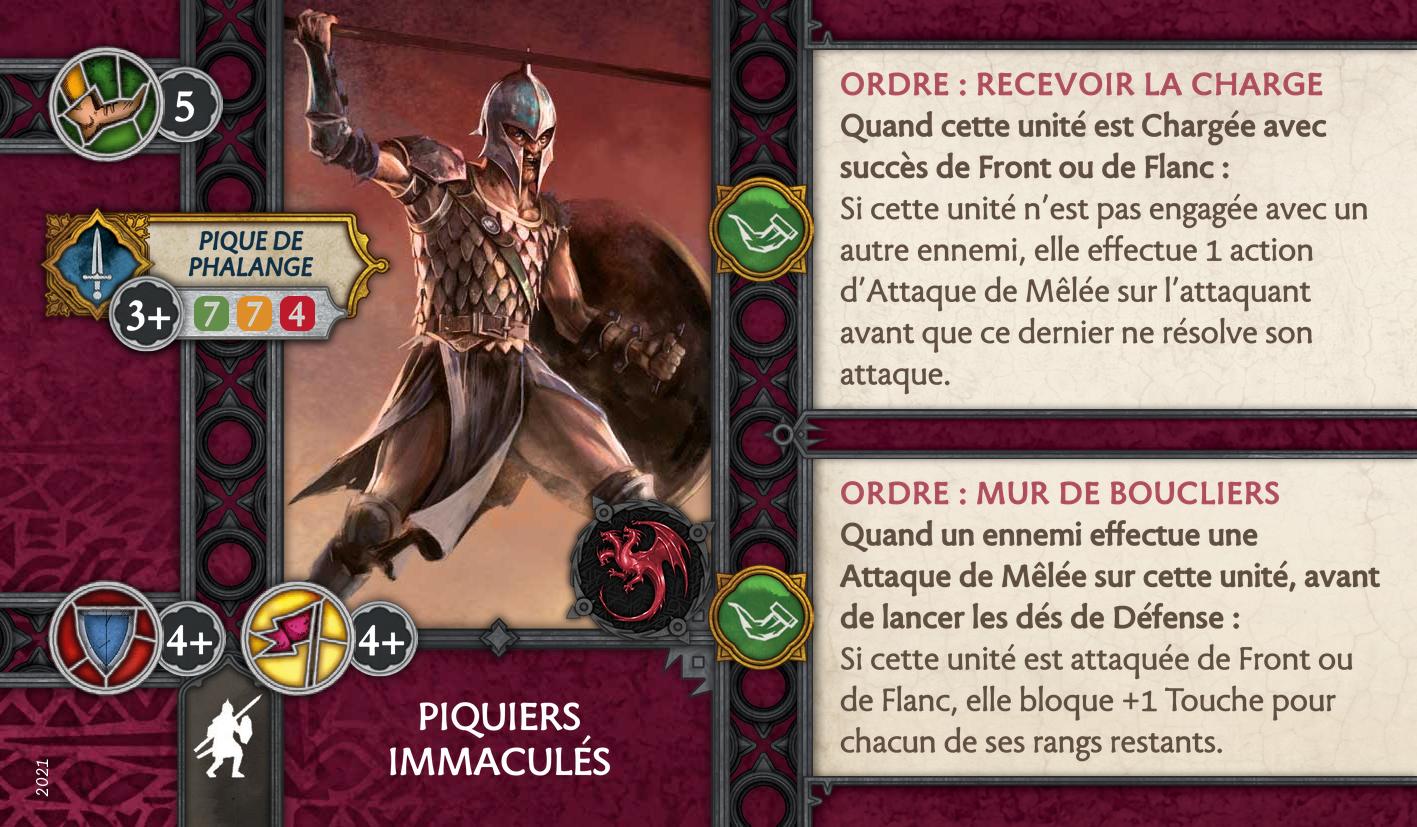 5
PIQUE DE
PHALANGE
3+ 7 7 4
4+ 4+
PIQUIERS
IMMACULÉS
2021
ORDRE : RECEVOIR LA CHARGE
Quand cette unité est Chargée avec
succès de Front ou de Flanc :
Si cette unité n’est pas engagée avec un
autre ennemi, elle effectue 1 action
d’Attaque de Mêlée sur l’attaquant
avant que ce dernier ne résolve son
attaque.
ORDRE : MUR DE BOUCLIERS
Quand un ennemi effectue une
Attaque de Mêlée sur cette unité, avant
de lancer les dés de Défense :
Si cette unité est attaquée de Front ou
de Flanc, elle bloque +1 Touche pour
chacun de ses rangs restants.